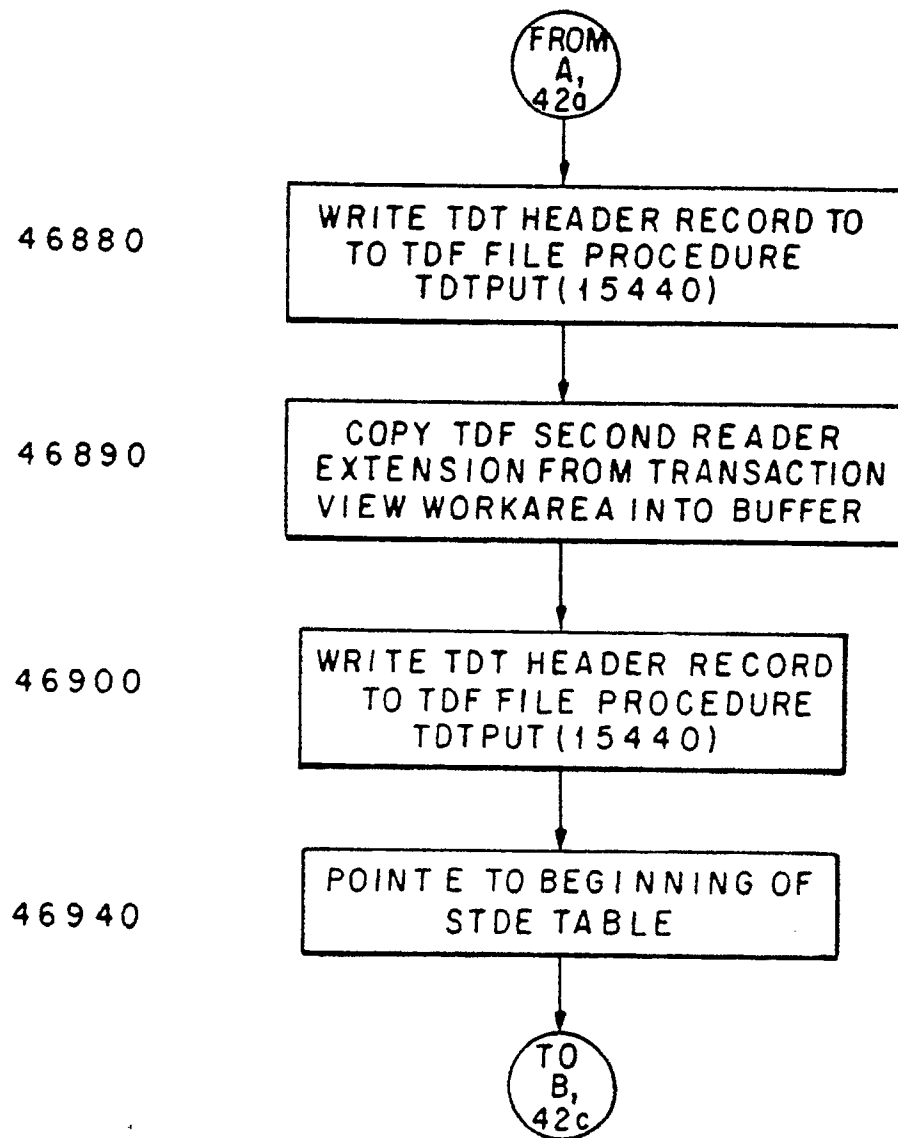 FROM
A,
42a
46880
WRITE TDT HEADER RECORD TO
TO TDF FILE PROCEDURE
TDTPUT(15440)
46890
COPY TDF SECOND READER
EXTENSION FROM TRANSACTION
VIEW WORKAREA INTO BUFFER
46900
WRITE TDT HEADER RECORD
TO TDF FILE PROCEDURE
TDTPUT(15440)
46940
POINT E TO BEGINNING OF
STDE TABLE
TO
B,
42c